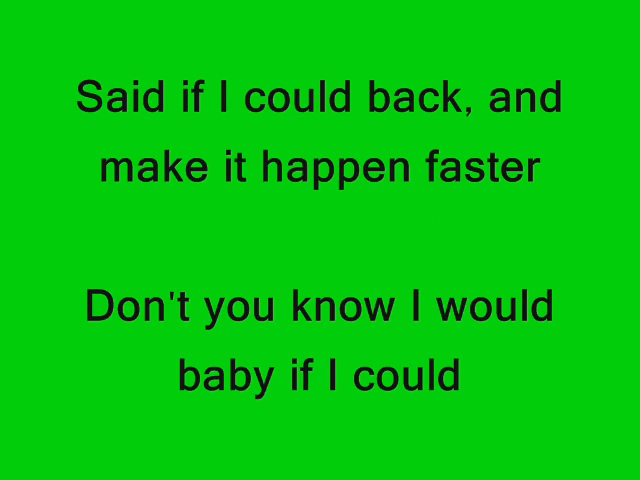 Said if I could back, and
make it happen faster
Don't you know I would
baby if I could